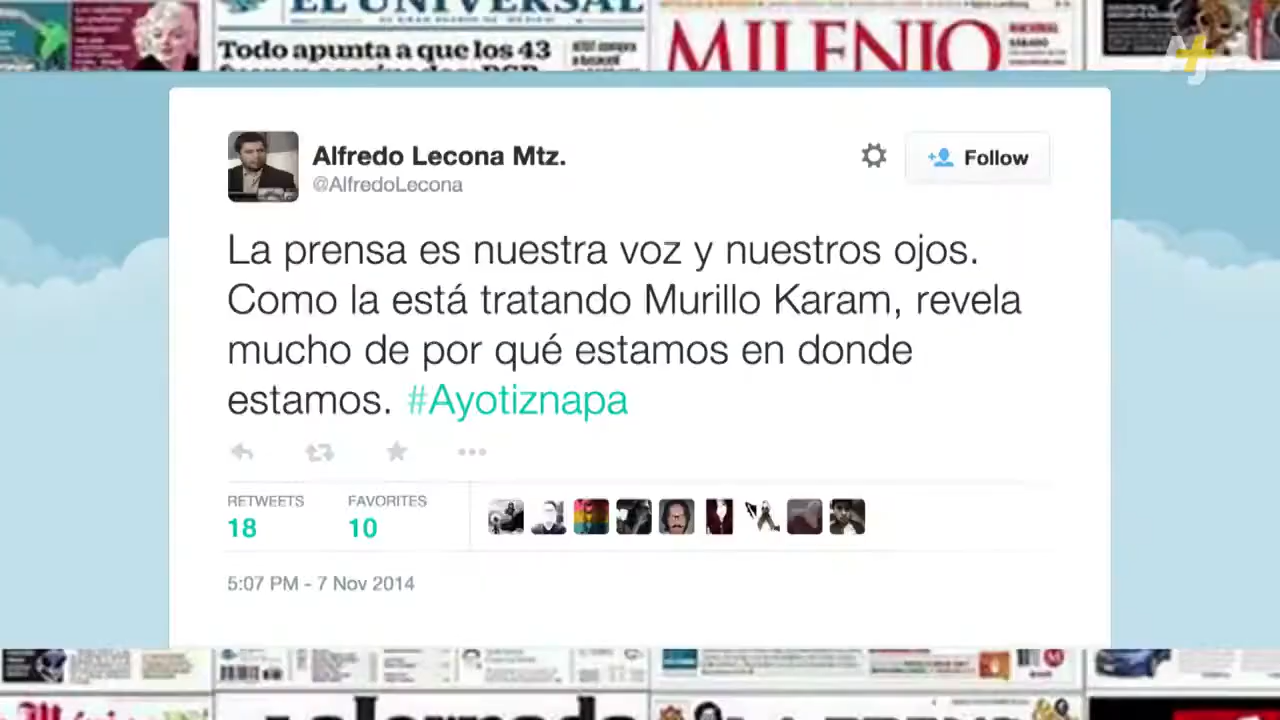 EL UNIVERSAL
Todo apunta a que los 43
MILENIO
NACIONAL
Alfredo Lecona Mtz.
@AlfredoLecona
Follow
La prensa es nuestra voz y nuestros ojos.
Como la está tratando Murillo Karam, revela
mucho de por qué estamos en donde
estamos. #Ayotiznapa
RETWEETS
FAVORITES
18
10
5:07 PM - 7 Nov 2014